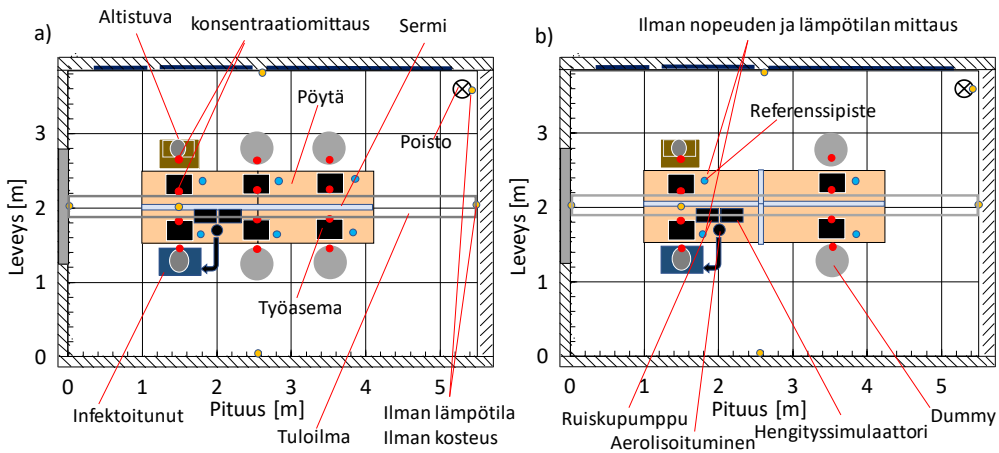 a)
Altistuva
konsentraatiomittaus
Sermi
Pöytä
Poisto
Työasema
Leveys [m]
3
2
1
0
0 1 2 3 4 5
Pituus [m]
Infektoitunut
Tuloilma
Ilman lämpötila
Ilman kosteus
b)
Ilman nopeuden ja lämpötilan mittaus
Referenssipiste
Leveys [m]
3
2
1
0
0 1 2 3 4 5
Pituus [m]
Ruiskupumppu
Aerolisoituminen
Hengityssimulaattori
Dummy